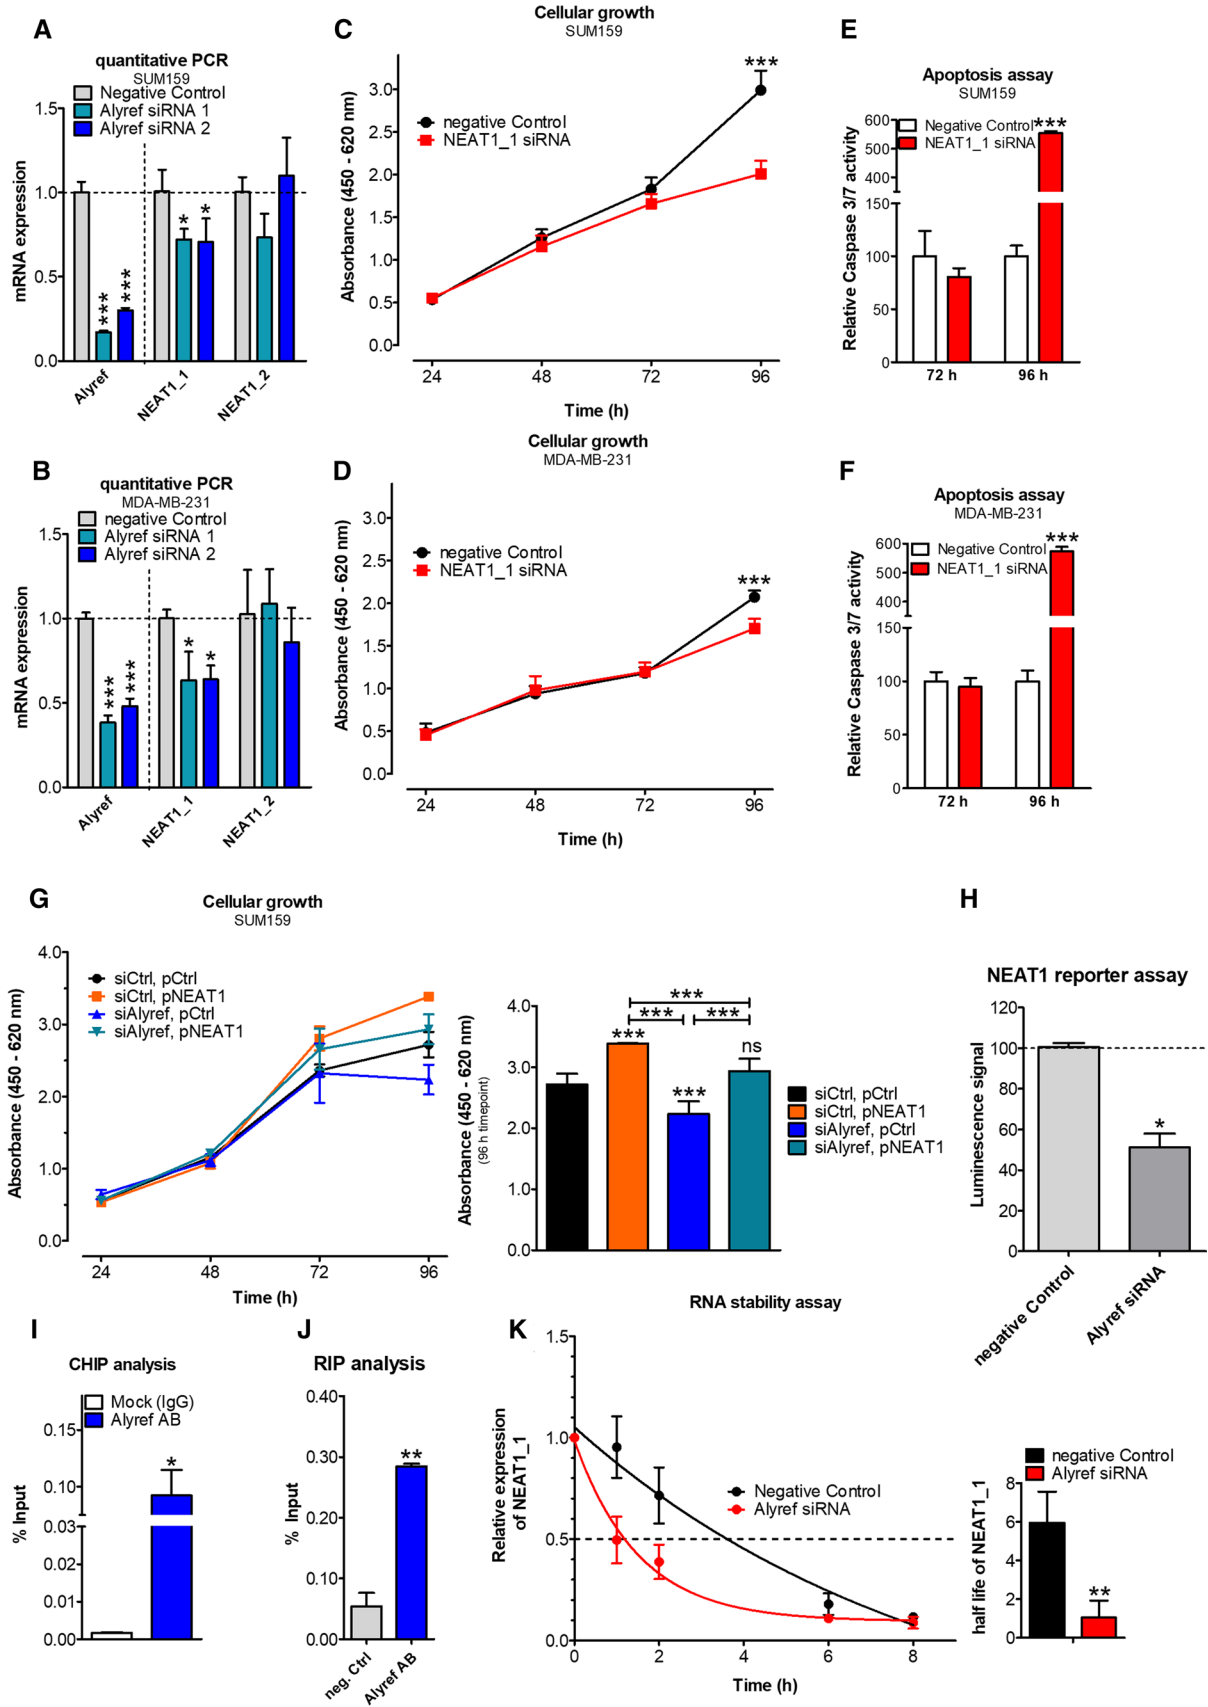 A
quantitative PCR
SUM159
Negative Control
Alyref siRNA 1
Alyref siRNA 2
mRNA expression
1.5
1.0
0.5
0.0
***
***
*
*
Alyref
NEAT1_1
NEAT1_2
C
Cellular growth
SUM159
Absorbance (450 - 620 nm)
3.0
2.5
2.0
1.5
1.0
0.5
0.0
negative Control
NEAT1_1 siRNA
***
24
48
72
96
Time (h)
E
Apoptosis assay
SUM159
Relative Caspase 3/7 activity
600
500
400
150
100
50
0
Negative Control
NEAT1_1 siRNA
***
72 h
96 h
B
quantitative PCR
MDA-MB-231
negative Control
Alyref siRNA 1
Alyref siRNA 2
mRNA expression
1.5
1.0
0.5
0.0
***
***
*
*
Alyref
NEAT1_1
NEAT1_2
D
Cellular growth
MDA-MB-231
Absorbance (450 - 620 nm)
3.0
2.5
2.0
1.5
1.0
0.5
0.0
negative Control
NEAT1_1 siRNA
***
24
48
72
96
Time (h)
F
Apoptosis assay
MDA-MB-231
Relative Caspase 3/7 activity
600
500
400
150
100
50
0
Negative Control
NEAT1_1 siRNA
***
72 h
96 h
G
Cellular growth
SUM159
Absorbance (450 - 620 nm)
4.0
3.0
2.0
1.0
0.0
siCtrl, pCtrl
siCtrl, pNEAT1
siAlyref, pCtrl
siAlyref, pNEAT1
24
48
72
96
Time (h)
Absorbance (450 - 620 nm)
(96 h timepoint)
4.0
3.0
2.0
1.0
0.0
***
***
***
***
***
ns
siCtrl, pCtrl
siCtrl, pNEAT1
siAlyref, pCtrl
siAlyref, pNEAT1
H
NEAT1 reporter assay
Luminescence signal
120
100
80
60
40
20
0
*
negative Control
Alyref siRNA
I
CHIP analysis
Mock (IgG)
Alyref AB
% Input
0.15
0.10
0.03
0.02
0.01
0.00
*
J
RIP analysis
% Input
0.40
0.30
0.20
0.10
0.00
**
neg. Ctrl
Alyref AB
RNA stability assay
K
Relative expression
of NEAT1_1
1.5
1.0
0.5
0.0
Negative Control
Alyref siRNA
0
2
4
6
8
Time (h)
negative Control
Alyref siRNA
half life of NEAT1_1
8
6
4
2
0
**